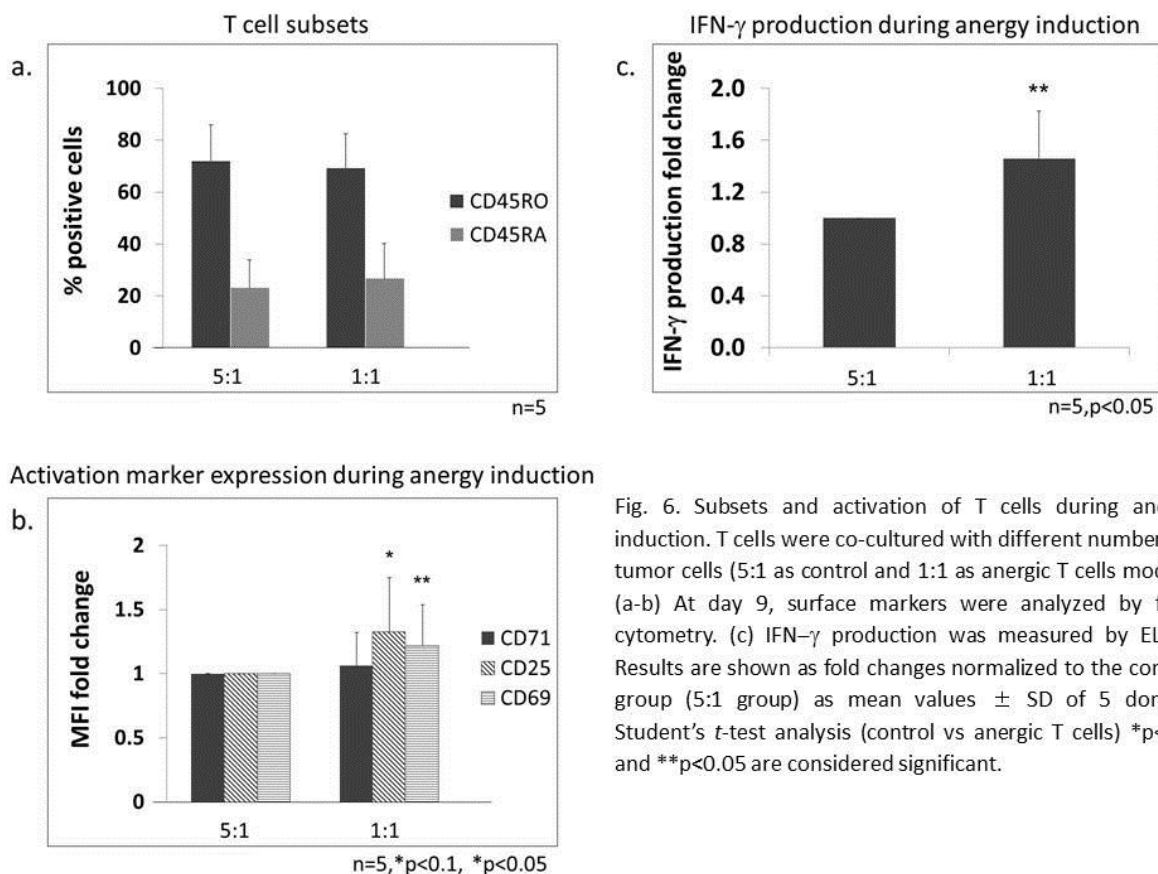 T cell subsets
a.
% positive cells
100
80
60
40
20
0
5:1
1:1
CD45RO
CD45RA
n=5
IFN-γ production during anergy induction
c.
IFN-γ production fold change
2.0
1.6
1.2
0.8
0.4
0.0
**
5:1
1:1
n=5,p<0.05
Activation marker expression during anergy induction
b.
MFI fold change
2
1.5
1
0.5
0
*
**
5:1
1:1
CD71
CD25
CD69
n=5,*p<0.1, *p<0.05
Fig. 6. Subsets and activation of T cells during
induction. T cells were co-cultured with different number
tumor cells (5:1 as control and 1:1 as anergic T cells
(a-b) At day 9, surface markers were analyzed by
cytometry. (c) IFN–γ production was measured by
Results are shown as fold changes normalized to the
group (5:1 group) as mean values ± SD of 5
Student's t-test analysis (control vs anergic T cells)
and **p<0.05 are considered significant.